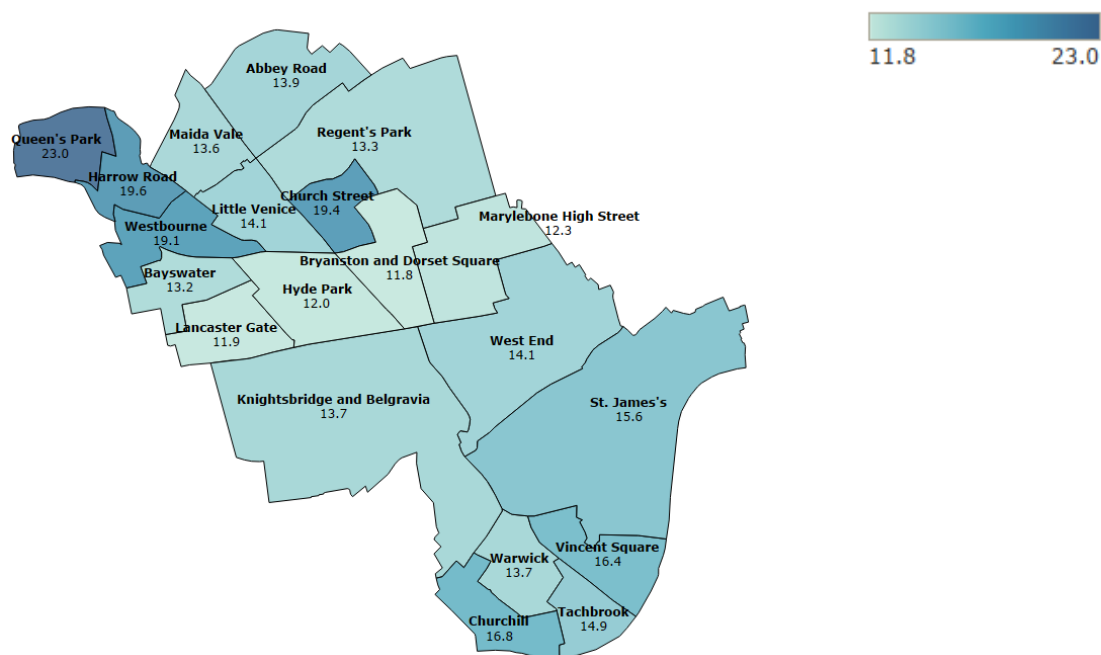 11.8 23.0
Abbey Road
13.9
Maida Vale
13.6
Regent's Park
13.3
Queen's Park
23.0
Harrow Road
19.6
Church Street
19.4
Little Venice
14.1
Marylebone High Street
12.3
Westbourne
19.1
Bryanston and Dorset Square
11.8
Bayswater
13.2
Hyde Park
12.0
Lancaster Gate
11.9
West End
14.1
Knightsbridge and Belgravia
13.7
St. James's
15.6
Vincent Square
16.4
Warwick
13.7
Tachbrook
14.9
Churchill
16.8